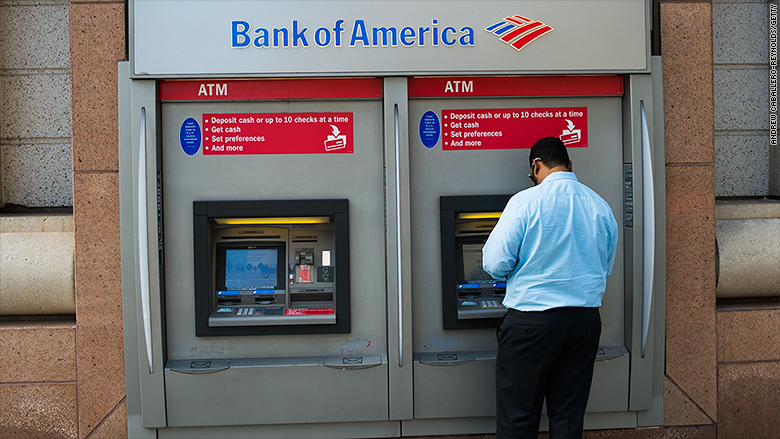 Bank of America
ATM
ATM
• Deposit cash or up to 10 checks at a time
• Get cash
• Set preferences
• And more
• Deposit cash or up to 10 checks at a time
• Get cash
• Set preferences
• And more
ANDREW CABALLERO-REYNOLDS/GETTY